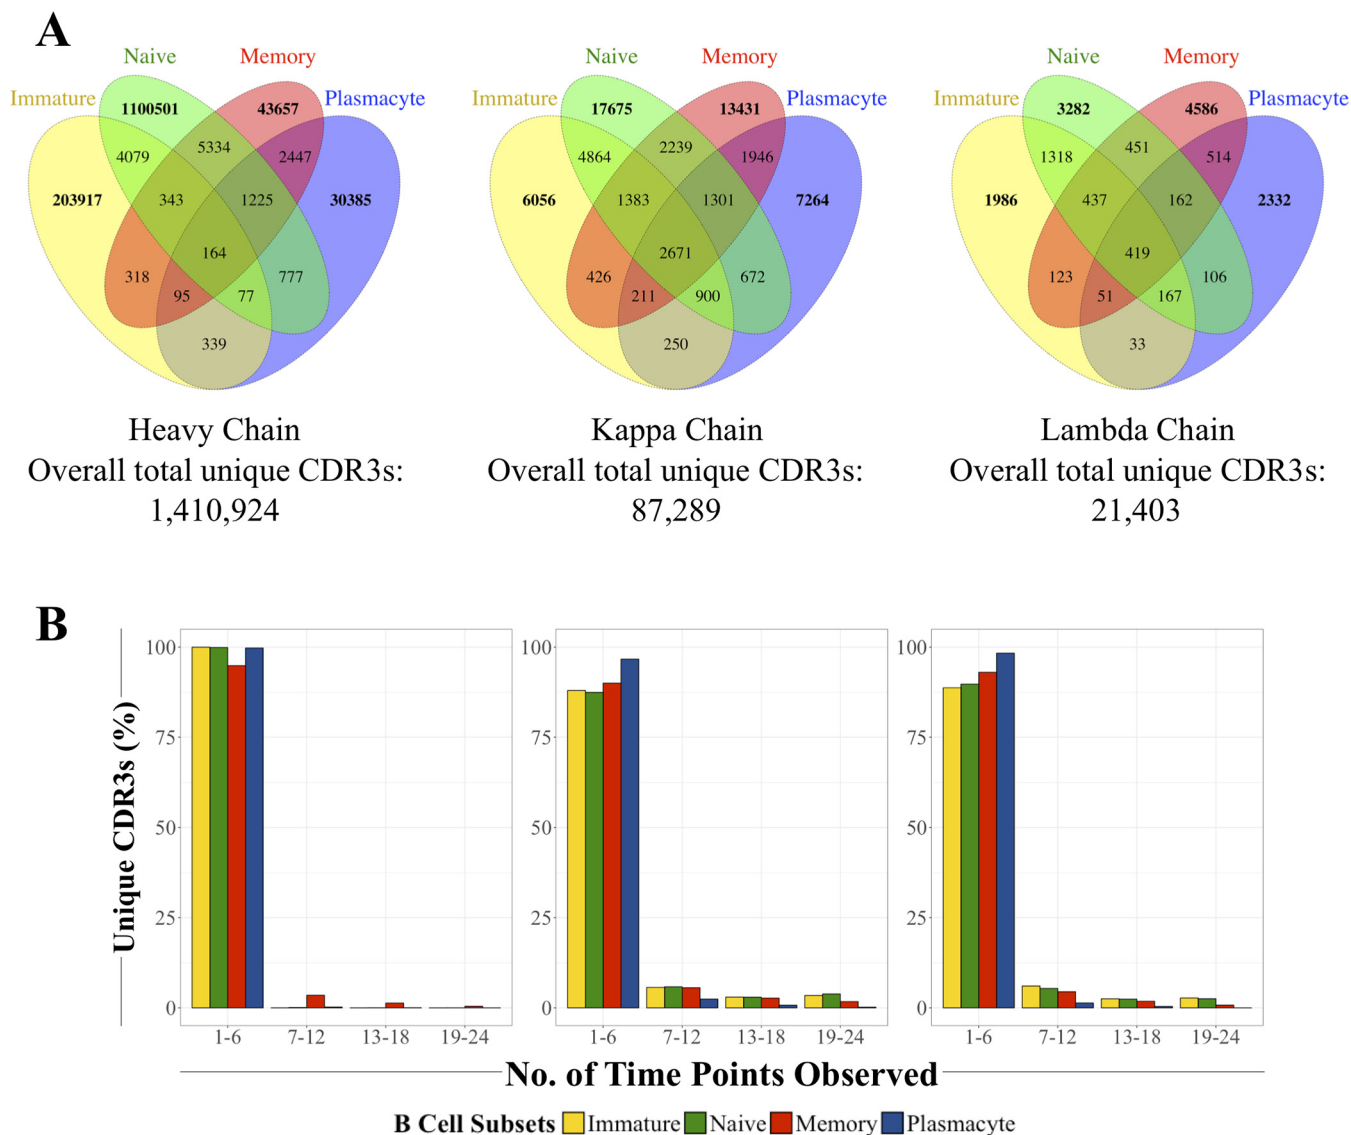 A
Naive Memory
Immature Plasmacyte
1100501 43657
4079 5334 2447
203917 343 1225 30385
164
318 95 77 777
339
Heavy Chain
Overall total unique CDR3s:
1,410,924
Naive Memory
Immature Plasmacyte
17675 13431
4864 2239 1946
6056 1383 1301 7264
2671
426 211 900 672
250
Kappa Chain
Overall total unique CDR3s:
87,289
Naive Memory
Immature Plasmacyte
3282 4586
1318 451 514
1986 437 162 2332
419
123 51 167 106
33
Lambda Chain
Overall total unique CDR3s:
21,403
B
Unique CDR3s (%)
100
75
50
25
0
1-6 7-12 13-18 19-24
100
75
50
25
0
1-6 7-12 13-18 19-24
100
75
50
25
0
1-6 7-12 13-18 19-24
No. of Time Points Observed
B Cell Subsets Immature Naive Memory Plasmacyte